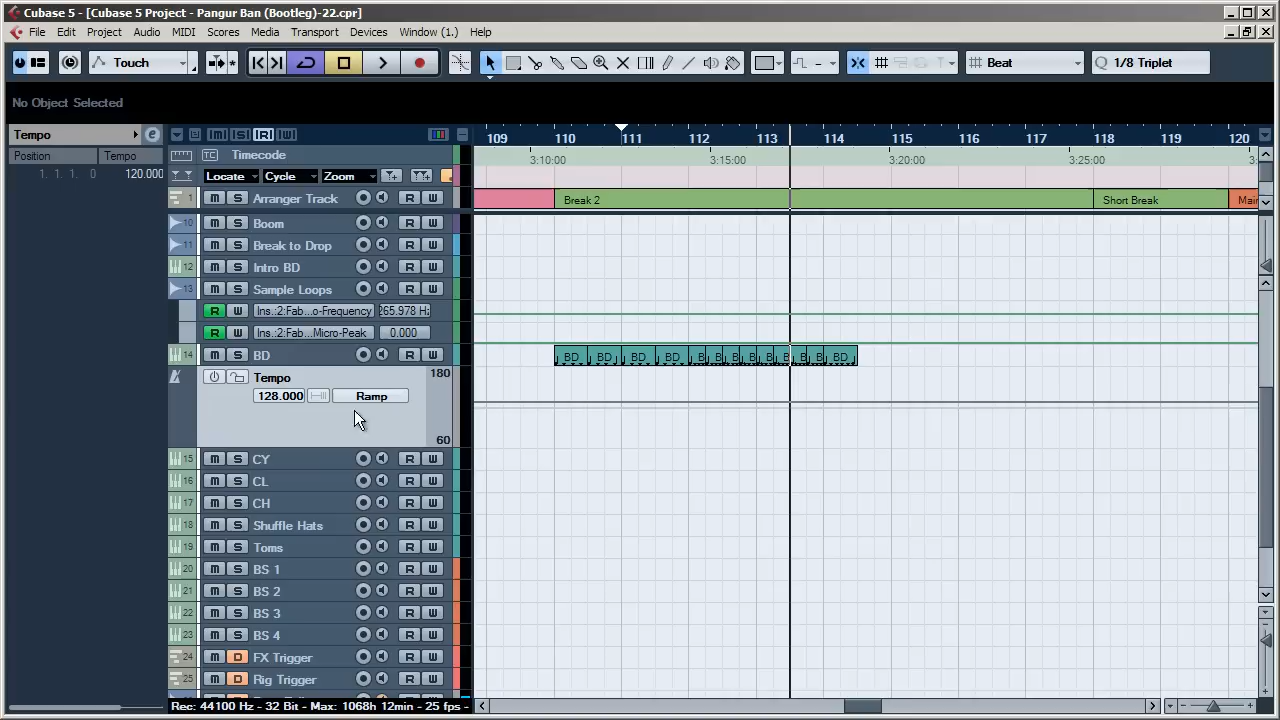 Cubase 5 - [Cubase 5 Project - Pangur Ban (Bootleg)-22.cpr]
File Edit Project Audio MIDI Scores Media Transport Devices Window (1.) Help
Touch Beat Q 1/8 Triplet
No Object Selected
Tempo e
Position Tempo
1. 1. 1. 0 120.000
109 110 111 112 113 114 115 116 117 118 119 120
TC Timecode 3:10:00 3:15:00 3:20:00 3:25:00 3:
Locate Cycle Zoom
1 M S Arranger Track R W Break 2 Short Break Main
10 M S Boom R W
11 M S Break to Drop R W
12 M S Intro BD R W
13 M S Sample Loops R W
R W Ins.:2:Fab...o-Frequency 265.978 Hz
R W Ins.:2:Fab... Micro-Peak 0.000
14 M S BD R W BD BD BD BD B B B B B B B B BD
Tempo 180
128.000 Ramp
60
15 M S CY R W
16 M S CL R W
17 M S CH R W
18 M S Shuffle Hats R W
19 M S Toms R W
20 M S BS 1 R W
21 M S BS 2 R W
22 M S BS 3 R W
23 M S BS 4 R W
24 M FX Trigger R W
25 M Rig Trigger R W
Rec: 44100 Hz - 32 Bit - Max: 1068h 12min - 25 fps -